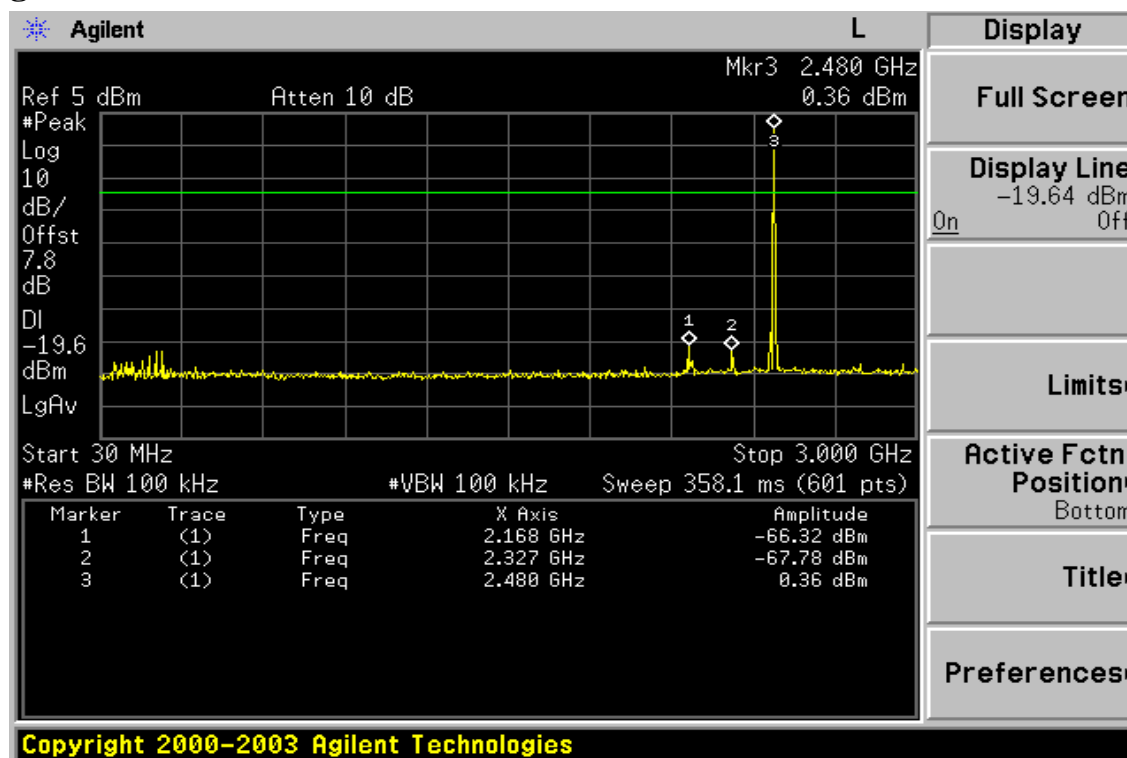 Agilent L
Mkr3 2.480 GHz
Ref 5 dBm Atten 10 dB 0.36 dBm
#Peak
Log
10
dB/
Offst
7.8
dB
DI
-19.6
dBm
LgAv
1
2
3
Start 30 MHz Stop 3.000 GHz
#Res BW 100 kHz #VBW 100 kHz Sweep 358.1 ms (601 pts)
Marker Trace Type X Axis Amplitude
1 (1) Freq 2.168 GHz -66.32 dBm
2 (1) Freq 2.327 GHz -67.78 dBm
3 (1) Freq 2.480 GHz 0.36 dBm
Copyright 2000-2003 Agilent Technologies
Display
Full Screen
Display Line
-19.64 dBm
On Off
Limits
Active Fctn
Position
Bottom
Title
Preferences